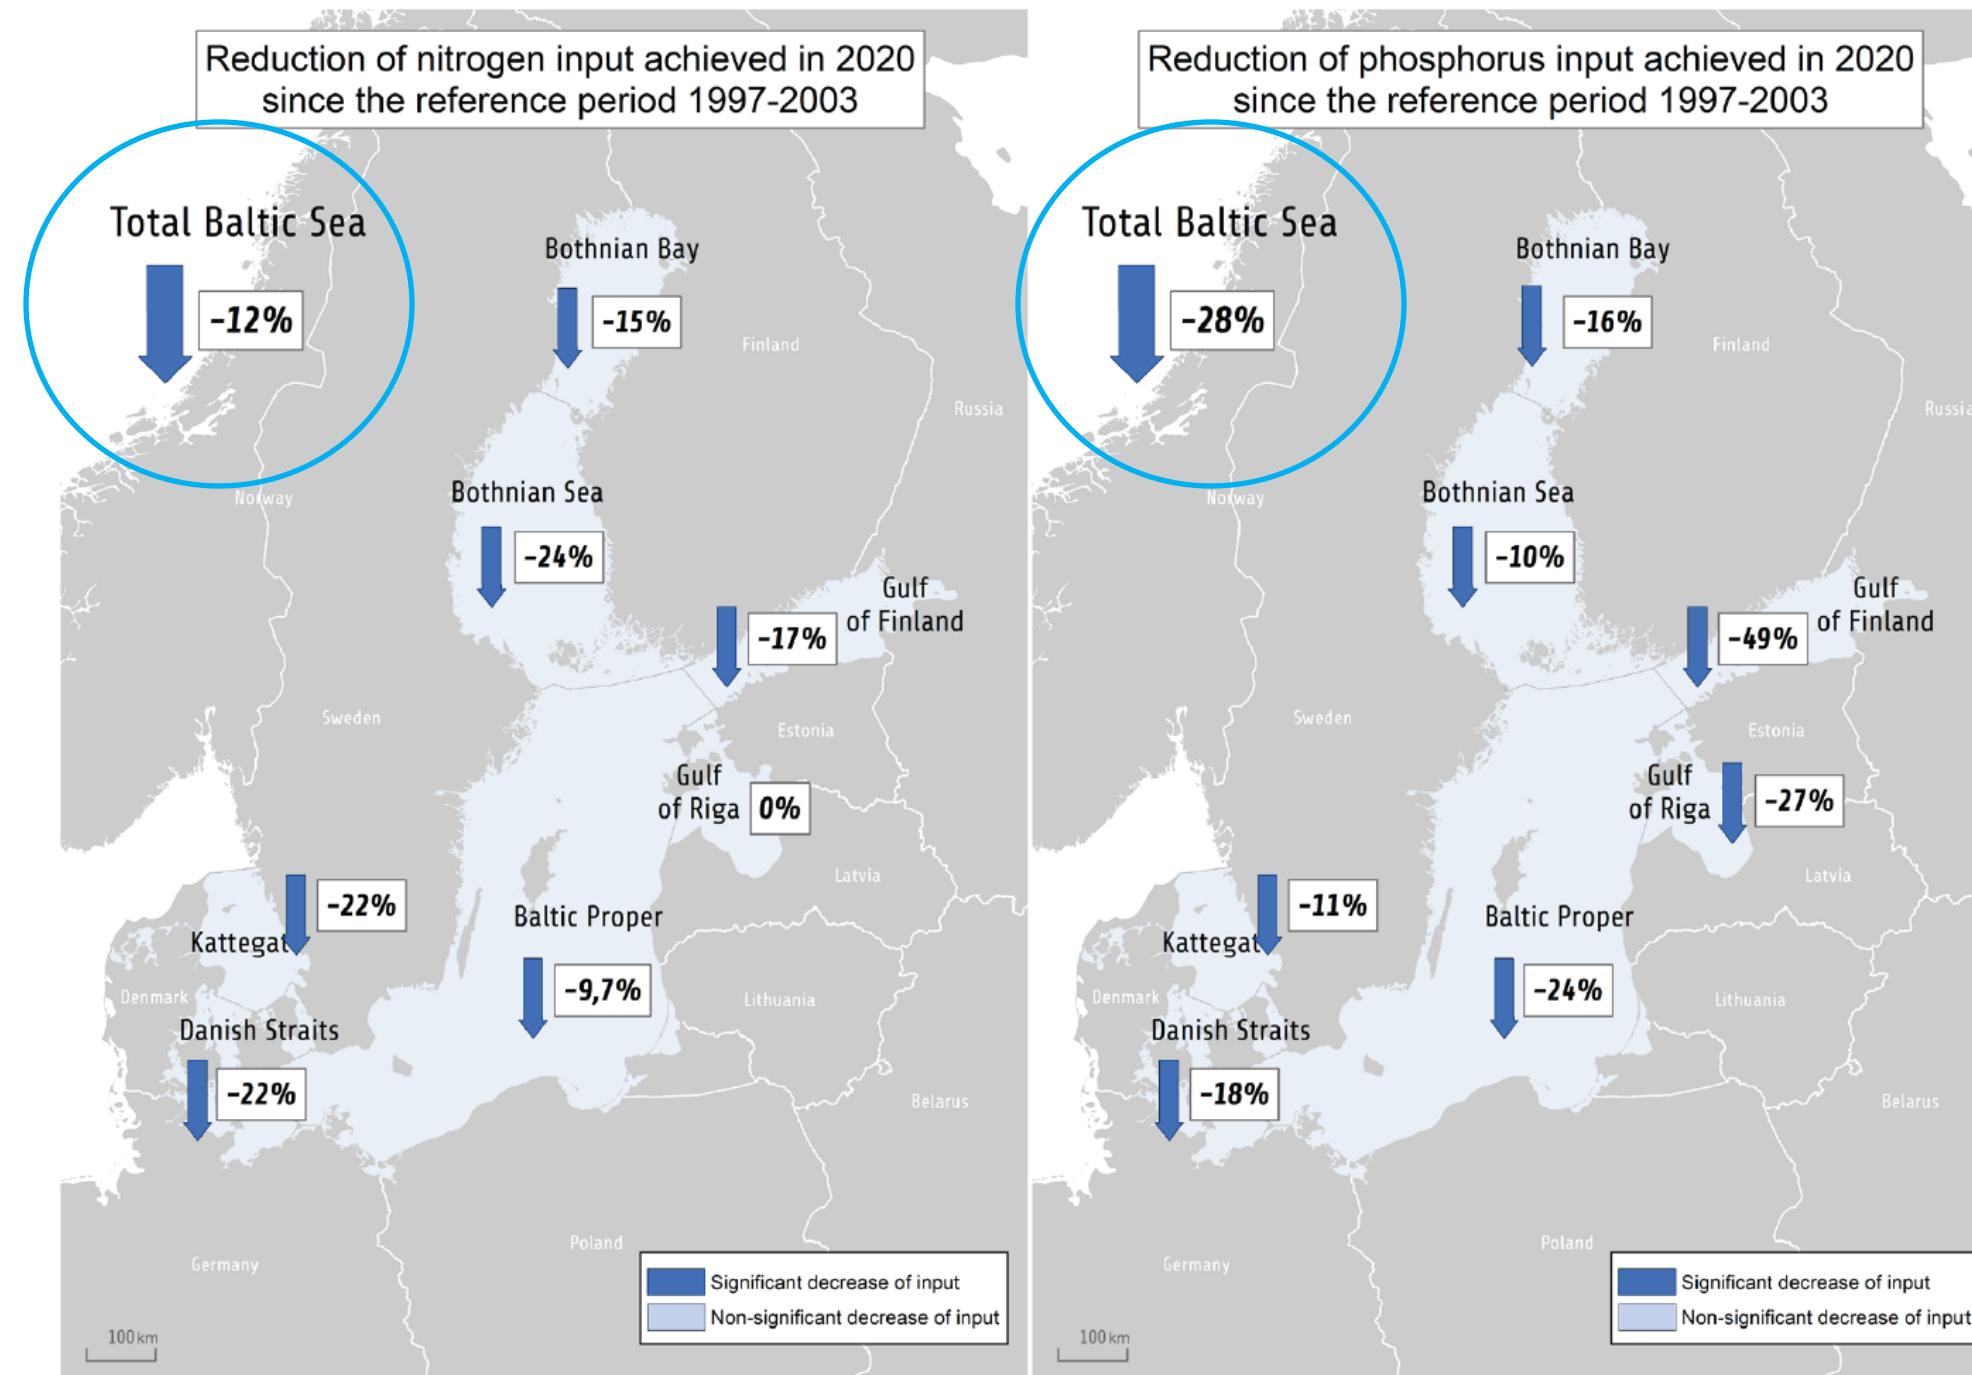 Reduction of nitrogen input achieved in 2020
since the reference period 1997-2003
Total Baltic Sea
-12%
Bothnian Bay
-15%
Finland
Russia
Bothnian Sea
Norway
-24%
Gulf
of Finland
-17%
Sweden
Estonia
Gulf
of Riga
0%
Latvia
-22%
Kattegat
Baltic Proper
-9,7%
Denmark
Lithuania
Danish Straits
-22%
Belarus
Poland
Germany
Significant decrease of input
Non-significant decrease of input
100 km
Reduction of phosphorus input achieved in 2020
since the reference period 1997-2003
Total Baltic Sea
-28%
Bothnian Bay
-16%
Finland
Russia
Bothnian Sea
Norway
-10%
Gulf
of Finland
-49%
Sweden
Estonia
Gulf
of Riga
-27%
Latvia
-11%
Kattegat
Baltic Proper
-24%
Denmark
Lithuania
Danish Straits
-18%
Belarus
Poland
Germany
Significant decrease of input
Non-significant decrease of input
100 km